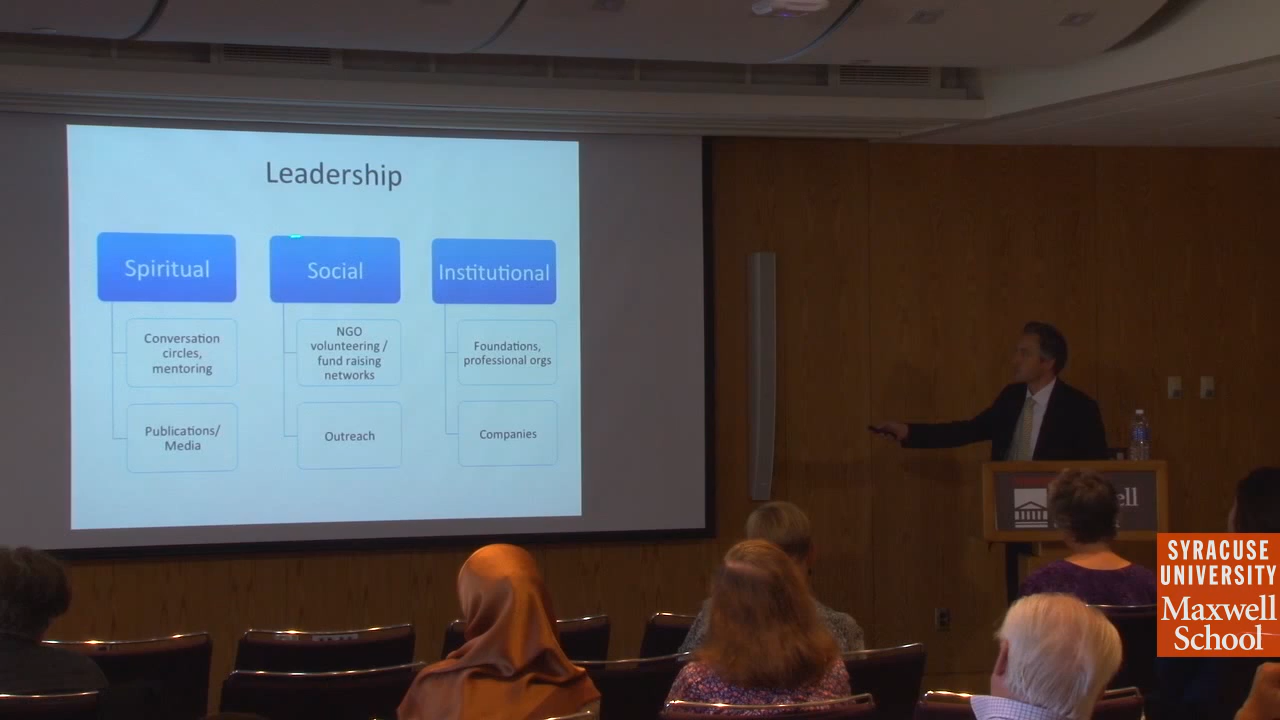 Leadership
Spiritual
Conversation
circles,
mentoring
Publications/
Media
Social
NGO
volunteering /
fund raising
networks
Outreach
Institutional
Foundations,
professional orgs
Companies
SYRACUSE
UNIVERSITY
Maxwell
School